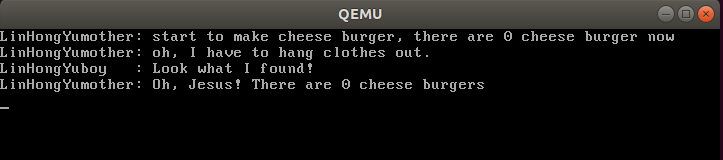 QEMU
LinHongYumother: start to make cheese burger, there are 0 cheese burger now
LinHongYumother: oh, I have to hang clothes out.
LinHongYuboy   : Look what I found!
LinHongYumother: Oh, Jesus! There are 0 cheese burgers
_